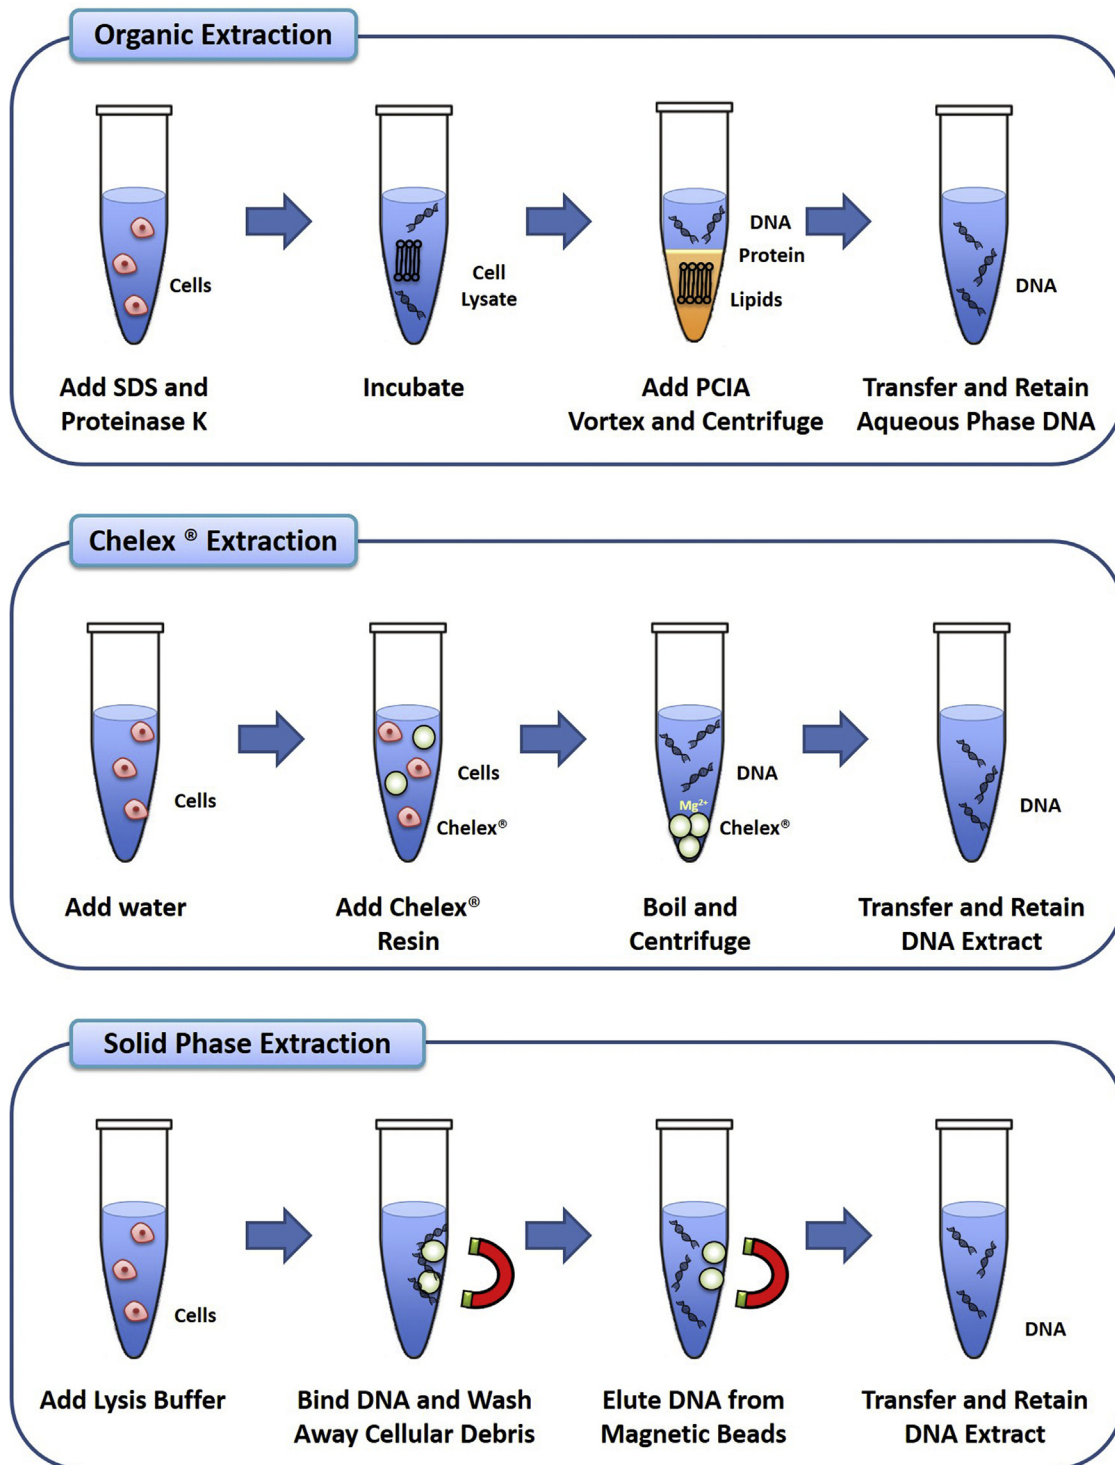 Organic Extraction
Cells
Cell
Lysate
DNA
Protein
Lipids
DNA
Add SDS and
Proteinase K
Incubate
Add PCIA
Vortex and Centrifuge
Transfer and Retain
Aqueous Phase DNA
Chelex ® Extraction
Cells
Cells
Chelex®
DNA
Mg²⁺
Chelex®
DNA
Add water
Add Chelex®
Resin
Boil and
Centrifuge
Transfer and Retain
DNA Extract
Solid Phase Extraction
Cells
DNA
Add Lysis Buffer
Bind DNA and Wash
Away Cellular Debris
Elute DNA from
Magnetic Beads
Transfer and Retain
DNA Extract